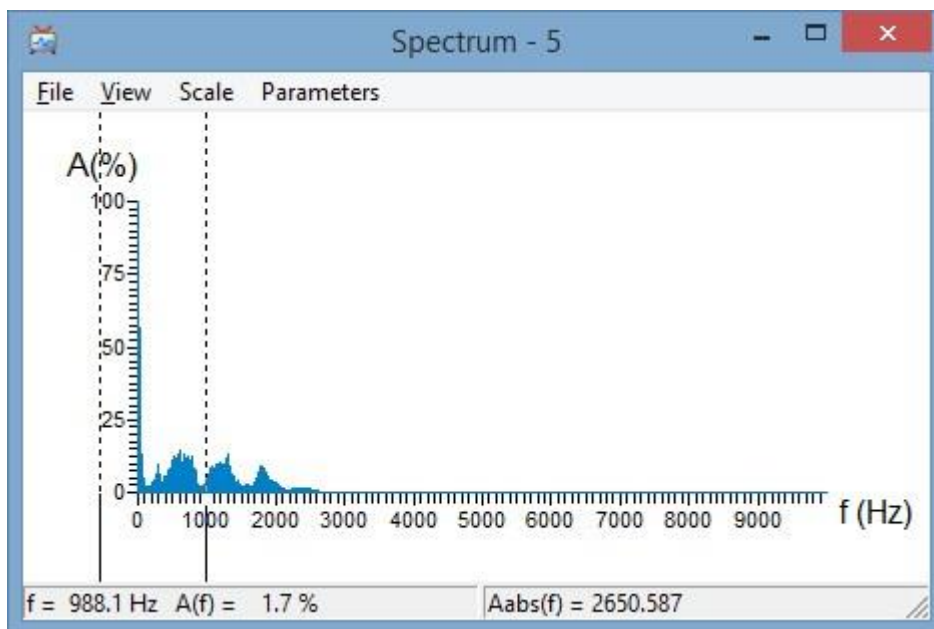 Spectrum - 5
File View Scale Parameters
A(%)
100
75
50
25
0
0 1000 2000 3000 4000 5000 6000 7000 8000 9000 f (Hz)
f = 988.1 Hz A(f) = 1.7 % Aabs(f) = 2650.587